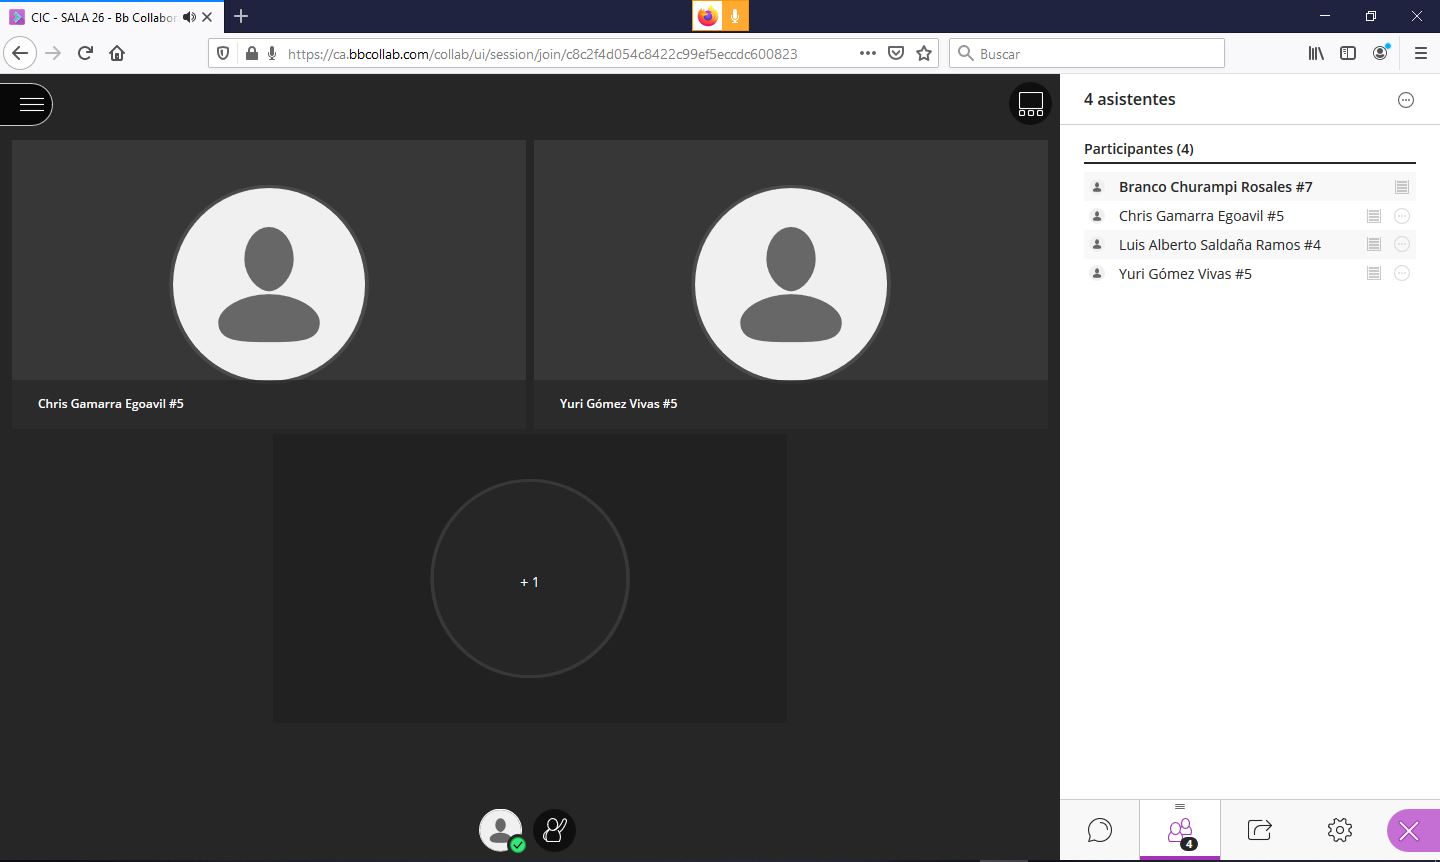 CIC - SALA 26 - Bb Collabor
https://ca.bbcollab.com/collab/ui/session/join/c8c2f4d054c8422c99ef5eccdc600823
Buscar
4 asistentes
Participantes (4)
Branco Churampi Rosales #7
Chris Gamarra Egoavil #5
Luis Alberto Saldaña Ramos #4
Yuri Gómez Vivas #5
Chris Gamarra Egoavil #5
Yuri Gómez Vivas #5
+ 1
4